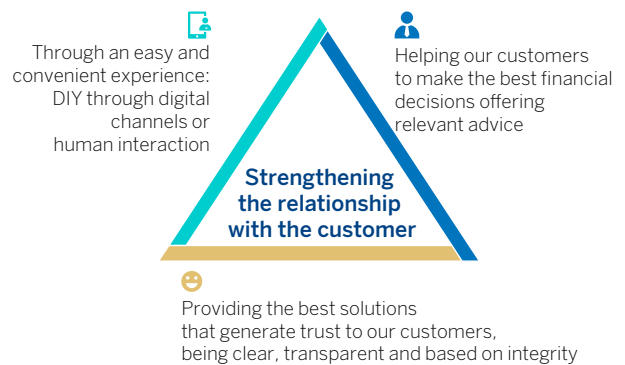 Through an easy and
convenient experience:
DIY through digital
channels or
human interaction
Helping our customers
to make the best financial
decisions offering
relevant advice
Strengthening
the relationship
with the customer
Providing the best solutions
that generate trust to our customers,
being clear, transparent and based on integrity